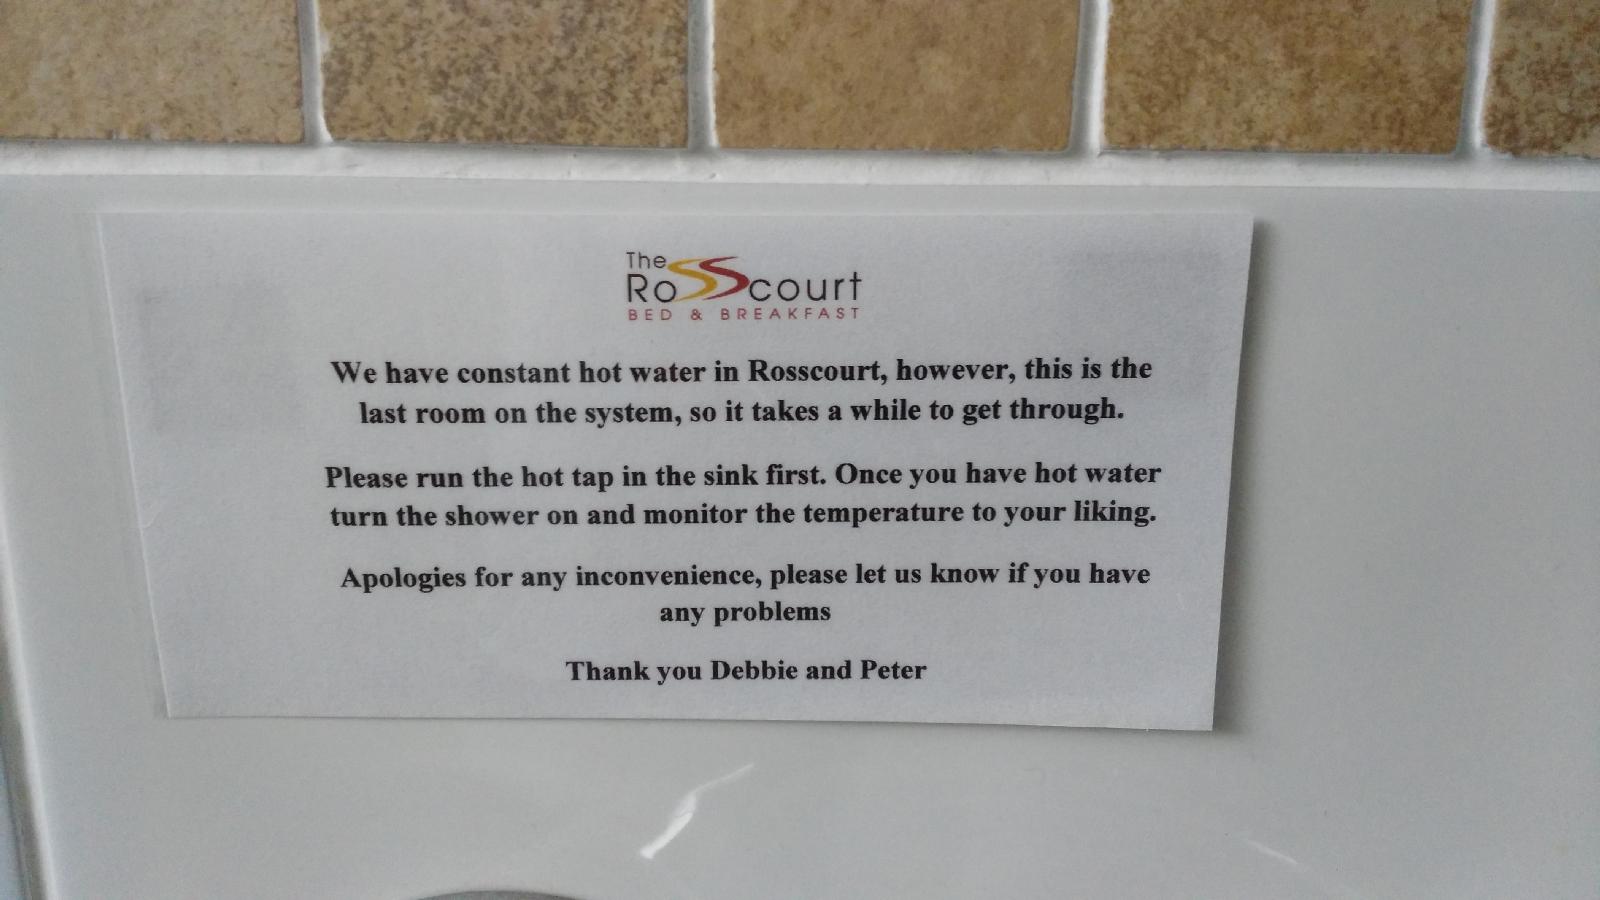 The
Rosscourt
BED & BREAKFAST
We have constant hot water in Rosscourt, however, this is the
last room on the system, so it takes a while to get through.
Please run the hot tap in the sink first. Once you have hot water
turn the shower on and monitor the temperature to your liking.
Apologies for any inconvenience, please let us know if you have
any problems
Thank you Debbie and Peter